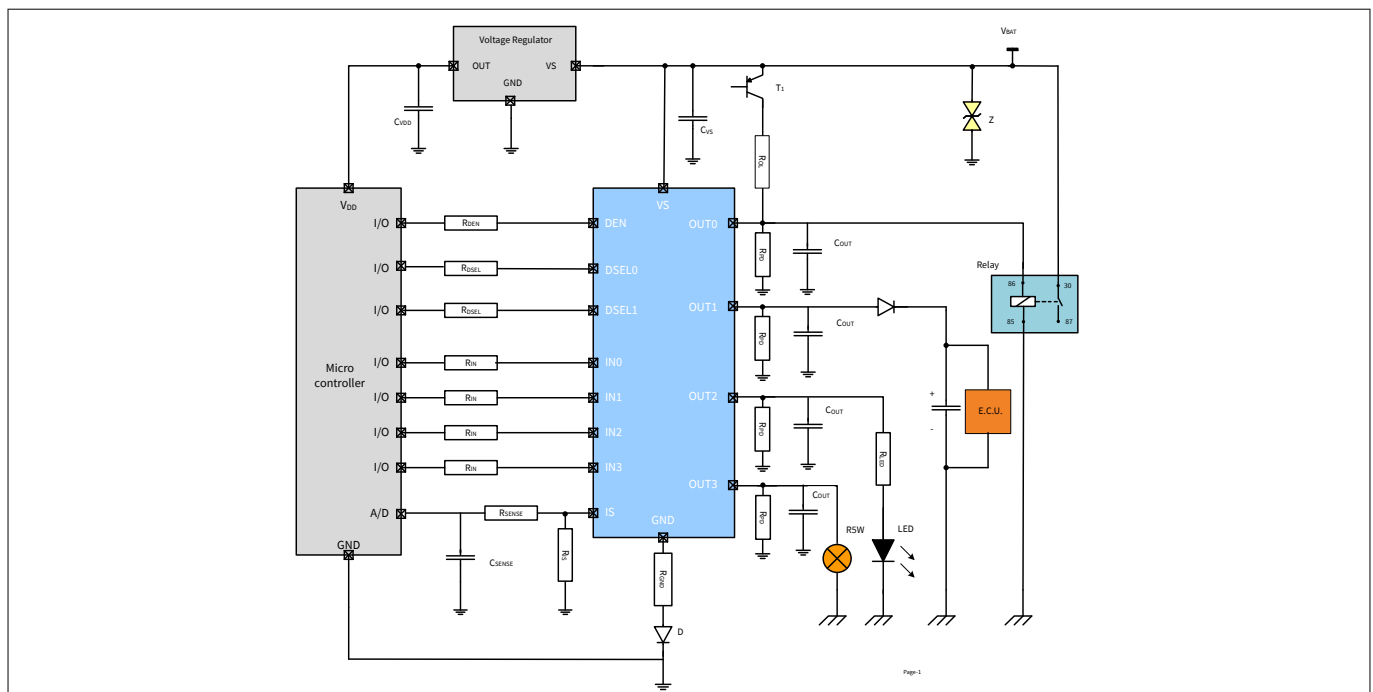 Voltage Regulator
OUT
VS
GND
VBAT
T1
CVDD
CVS
Z
ROL
VDD
VS
I/O
RDEN
DEN
OUT0
RPD
COUT
I/O
RDSEL
DSEL0
Relay
86
30
85
87
I/O
RDSEL
DSEL1
OUT1
RPD
COUT
Micro
controller
I/O
RIN
IN0
I/O
RIN
IN1
OUT2
RPD
COUT
+
-
E.C.U.
I/O
RIN
IN2
RLED
I/O
RIN
IN3
OUT3
RPD
COUT
A/D
RSENSE
IS
GND
GND
R5W
LED
CSENSE
RIS
RGND
D
Page-1